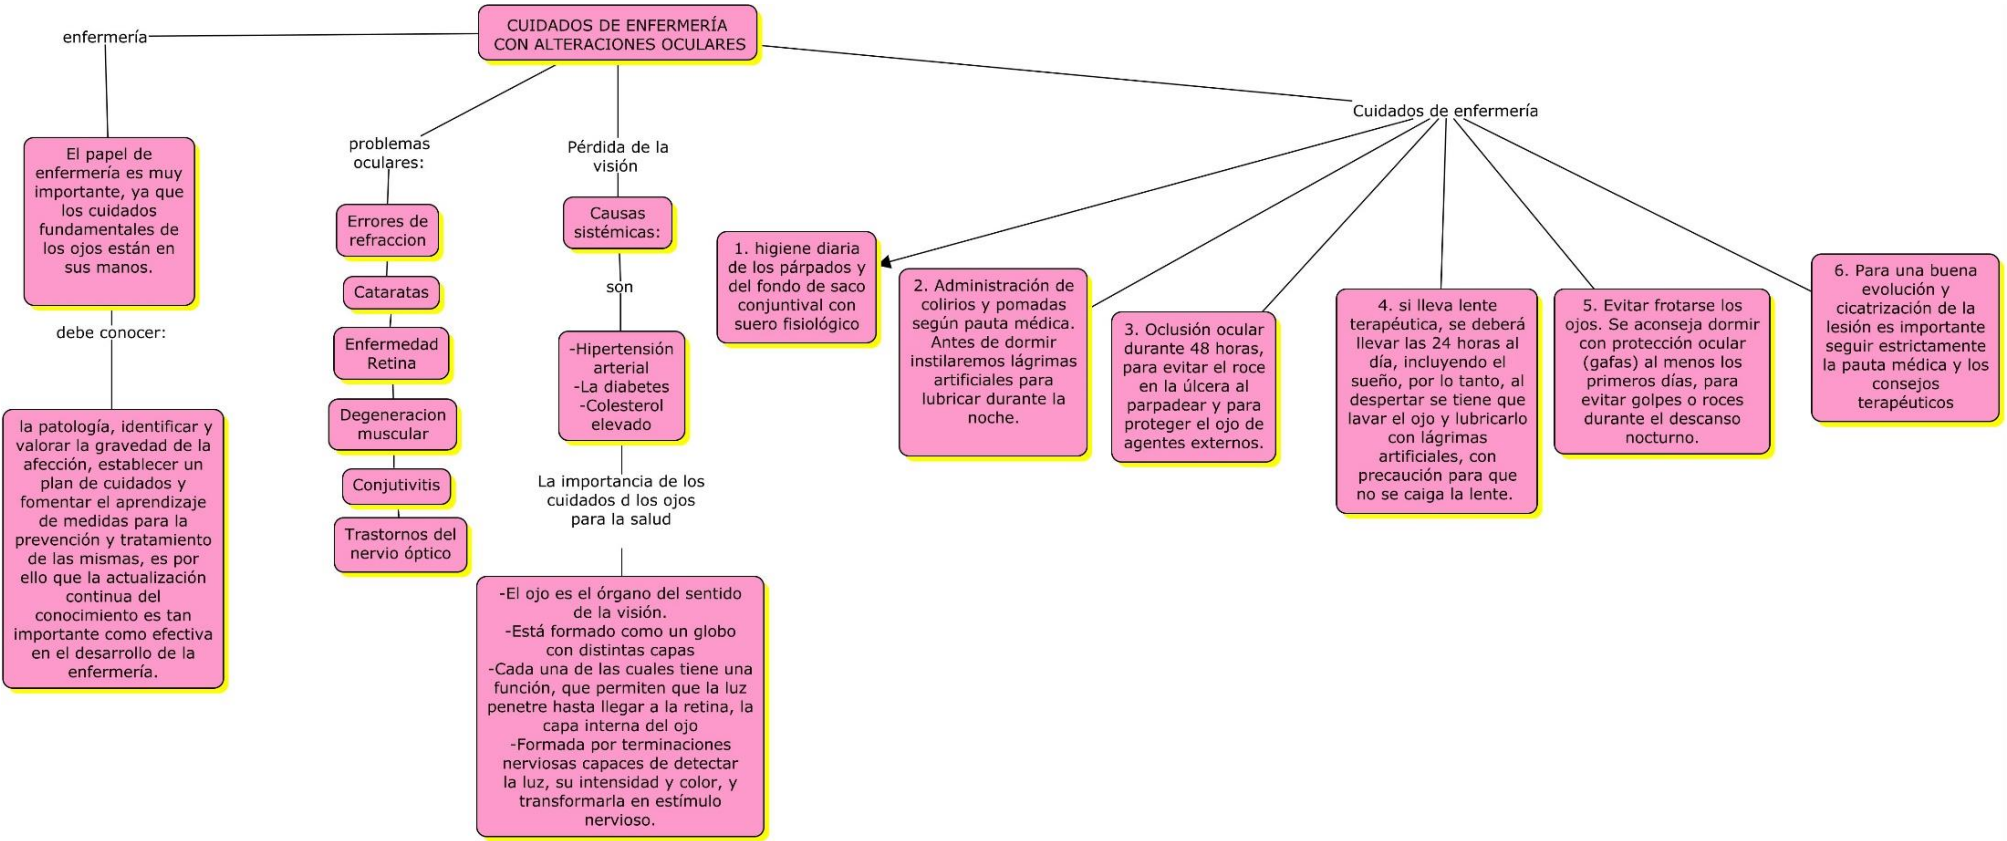 CUIDADOS DE ENFERMERÍA
CON ALTERACIONES OCULARES
enfermería
El papel de
enfermería es muy
importante, ya que
los cuidados
fundamentales de
los ojos están en
sus manos.
debe conocer:
la patología, identificar y
valorar la gravedad de la
afección, establecer un
plan de cuidados y
fomentar el aprendizaje
de medidas para la
prevención y tratamiento
de las mismas, es por
ello que la actualización
continua del
conocimiento es tan
importante como efectiva
en el desarrollo de la
enfermería.
problemas
oculares:
Errores de
refraccion
Cataratas
Enfermedad
Retina
Degeneracion
muscular
Conjutivitis
Trastornos del
nervio óptico
Pérdida de la
visión
Causas
sistémicas:
son
-Hipertensión
arterial
-La diabetes
-Colesterol
elevado
La importancia de los
cuidados d los ojos
para la salud
-El ojo es el órgano del sentido
de la visión.
-Está formado como un globo
con distintas capas
-Cada una de las cuales tiene una
función, que permiten que la luz
penetre hasta llegar a la retina, la
capa interna del ojo
-Formada por terminaciones
nerviosas capaces de detectar
la luz, su intensidad y color, y
transformarla en estímulo
nervioso.
Cuidados de enfermería
1. higiene diaria
de los párpados y
del fondo de saco
conjuntival con
suero fisiológico
2. Administración de
colirios y pomadas
según pauta médica.
Antes de dormir
instilaremos lágrimas
artificiales para
lubricar durante la
noche.
3. Oclusión ocular
durante 48 horas,
para evitar el roce
en la úlcera al
parpadear y para
proteger el ojo de
agentes externos.
4. si lleva lente
terapéutica, se deberá
llevar las 24 horas al
día, incluyendo el
sueño, por lo tanto, al
despertar se tiene que
lavar el ojo y lubricarlo
con lágrimas
artificiales, con
precaución para que
no se caiga la lente.
5. Evitar frotarse los
ojos. Se aconseja dormir
con protección ocular
(gafas) al menos los
primeros días, para
evitar golpes o roces
durante el descanso
nocturno.
6. Para una buena
evolución y
cicatrización de la
lesión es importante
seguir estrictamente
la pauta médica y los
consejos
terapéuticos